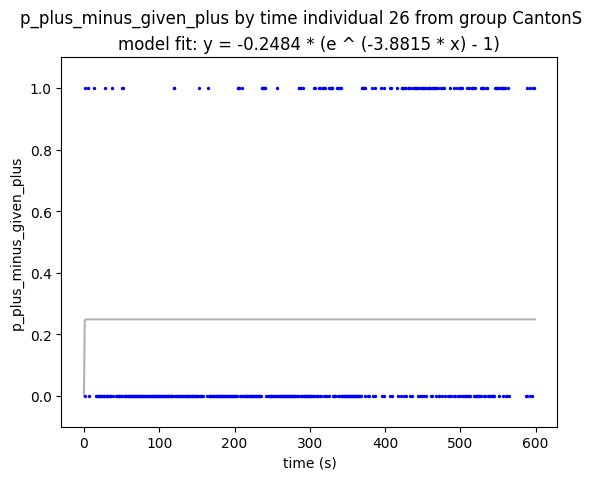 p_plus_minus_given_plus by time individual 26 from group CantonS
model fit: y = -0.2484 * (e ^ (-3.8815 * x) - 1)
1.0
0.8
0.6
0.4
0.2
0.0
p_plus_minus_given_plus
0 100 200 300 400 500 600
time (s)